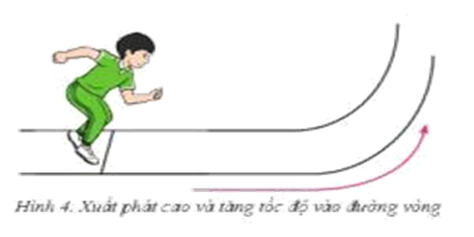 Hình 4. Xuất phát cao và tăng tốc độ vào đường vòng